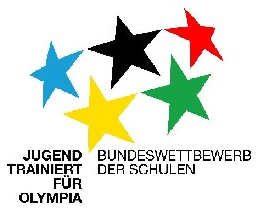 JUGEND
TRAINIERT
FÜR
OLYMPIA
BUNDESWETTBEWERB
DER SCHULEN